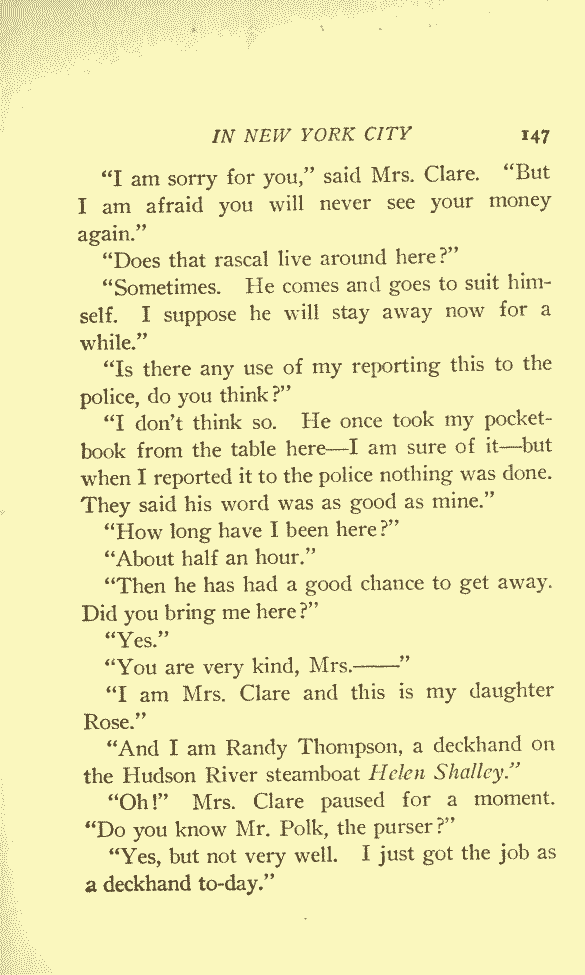 IN NEW YORK CITY 147
“I am sorry for you,” said Mrs. Clare. “But
I am afraid you will never see your money
again.”
“Does that rascal live around here?”
“Sometimes. He comes and goes to suit him-
self. I suppose he will stay away now for a
while.”
“Is there any use of my reporting this to the
police, do you think?”
“I don’t think so. He once took my pocket-
book from the table here—I am sure of it—but
when I reported it to the police nothing was done.
They said his word was as good as mine.”
“How long have I been here?”
“About half an hour.”
“Then he has had a good chance to get away.
Did you bring me here?”
“Yes.”
“You are very kind, Mrs.——”
“I am Mrs. Clare and this is my daughter
Rose.”
“And I am Randy Thompson, a deckhand on
the Hudson River steamboat Helen Shalley.”
“Oh!” Mrs. Clare paused for a moment.
“Do you know Mr. Polk, the purser?”
“Yes, but not very well. I just got the job as
a deckhand to-day.”